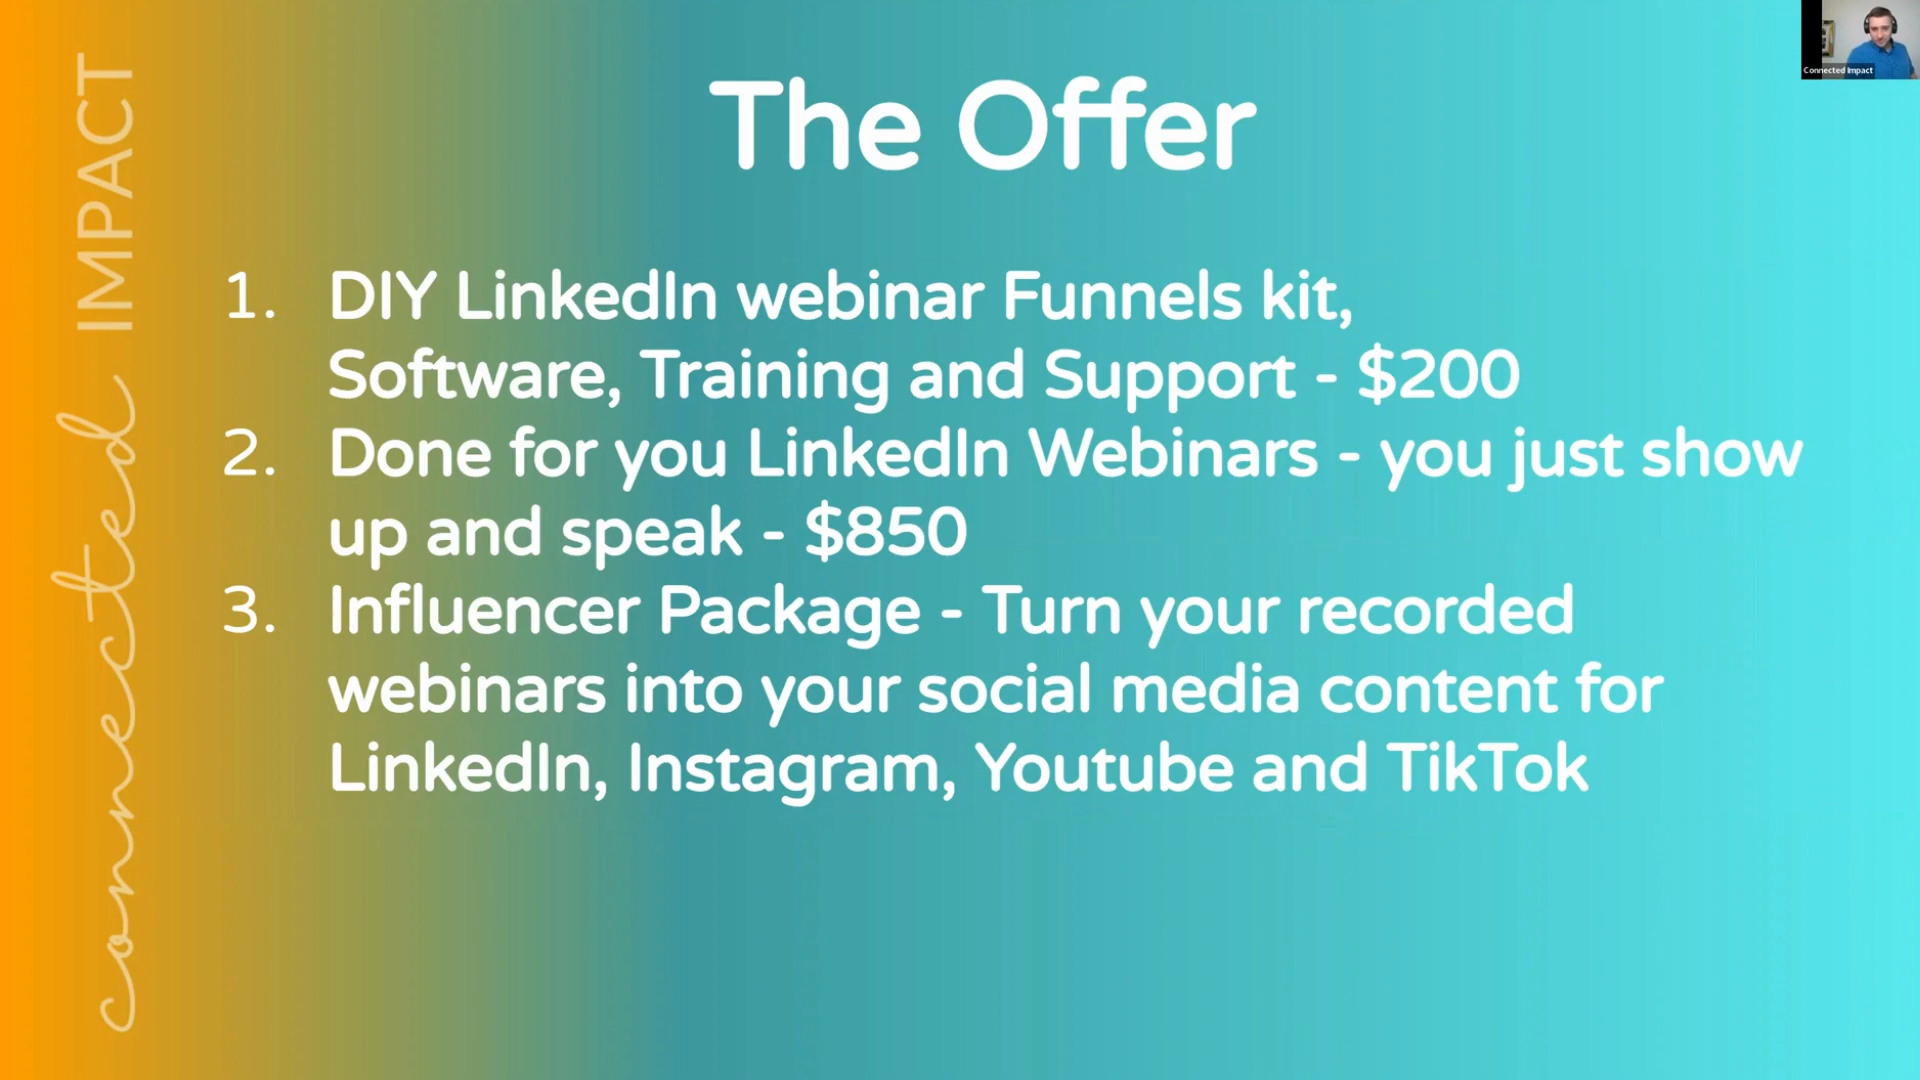 The Offer
1. DIY LinkedIn webinar Funnels kit,
Software, Training and Support - $200
2. Done for you LinkedIn Webinars - you just show
up and speak - $850
3. Influencer Package - Turn your recorded
webinars into your social media content for
LinkedIn, Instagram, Youtube and TikTok
connected IMPACT
Connected Impact